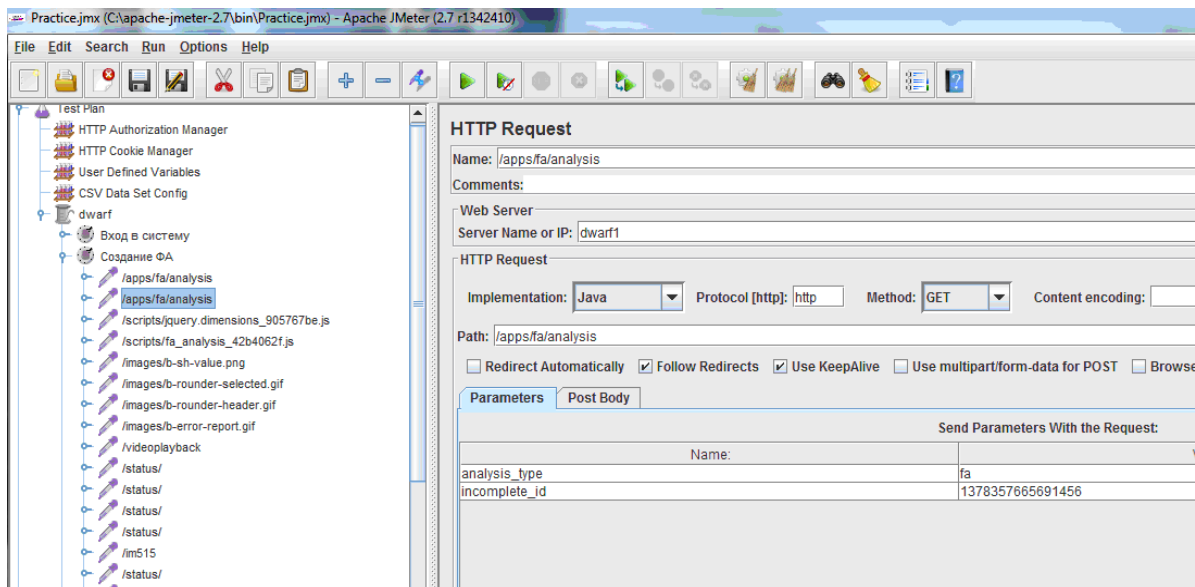 Practice.jmx (C:\apache-jmeter-2.7\bin\Practice.jmx) - Apache JMeter (2.7 r1342410)
File Edit Search Run Options Help
Test Plan
HTTP Authorization Manager
HTTP Cookie Manager
User Defined Variables
CSV Data Set Config
dwarf
Вход в систему
Создание ФА
/apps/fa/analysis
/apps/fa/analysis
/scripts/jquery.dimensions_905767be.js
/scripts/fa_analysis_42b4062f.js
/images/b-sh-value.png
/images/b-rounder-selected.gif
/images/b-rounder-header.gif
/images/b-error-report.gif
/videoplayback
/status/
/status/
/status/
/status/
/im515
/status/
HTTP Request
Name: /apps/fa/analysis
Comments:
Web Server
Server Name or IP: dwarf1
HTTP Request
Implementation: Java Protocol [http]: http Method: GET Content encoding:
Path: /apps/fa/analysis
Redirect Automatically Follow Redirects Use KeepAlive Use multipart/form-data for POST Browse
Parameters Post Body
Send Parameters With the Request:
Name:
analysis_type fa
incomplete_id 1378357665691456